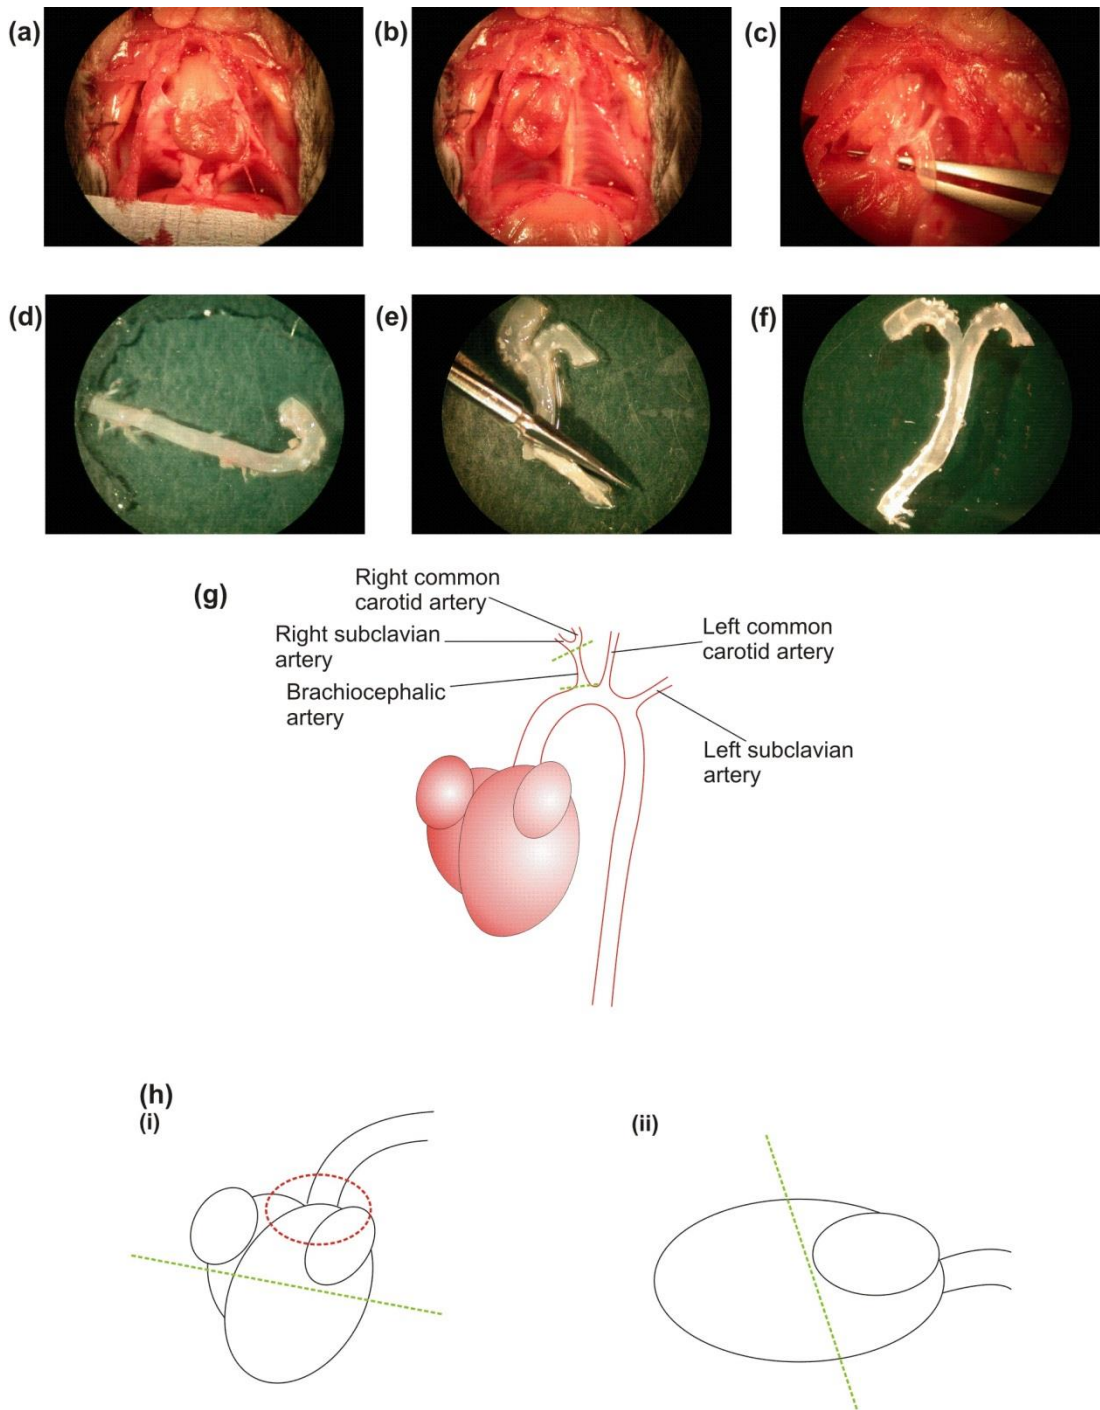 (a)
(b)
(c)
(d)
(e)
(f)
(g)
Right common
carotid artery
Right subclavian
artery
Brachiocephalic
artery
Left common
carotid artery
Left subclavian
artery
(h)
(i)
(ii)